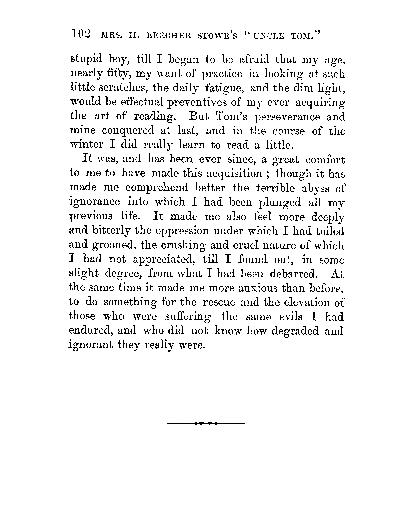 102 MRS. H. BEECHER STOWE'S "UNCLE TOM."
stupid boy, till I began to be afraid that my age,
nearly fifty, my want of practice in looking at such
little scratches, the daily fatigue, and the dim light,
would be effectual preventives of my ever acquiring
the art of reading. But Tom's perseverance and
mine conquered at last, and in the course of the
winter I did really learn to read a little.
It was, and has been ever since, a great comfort
to me to have made this acquisition; though it has
made me comprehend better the terrible abyss of
ignorance into which I had been plunged all my
previous life. It made me also feel more deeply
and bitterly the oppression under which I had toiled
and groaned, the crushing and cruel nature of which
I had not appreciated, till I found out, in some
slight degree, from what I had been debarred. At
the same time it made me more anxious than before,
to do something for the rescue and the elevation of
those who were suffering the same evils I had
endured, and who did not know how degraded and
ignorant they really were.